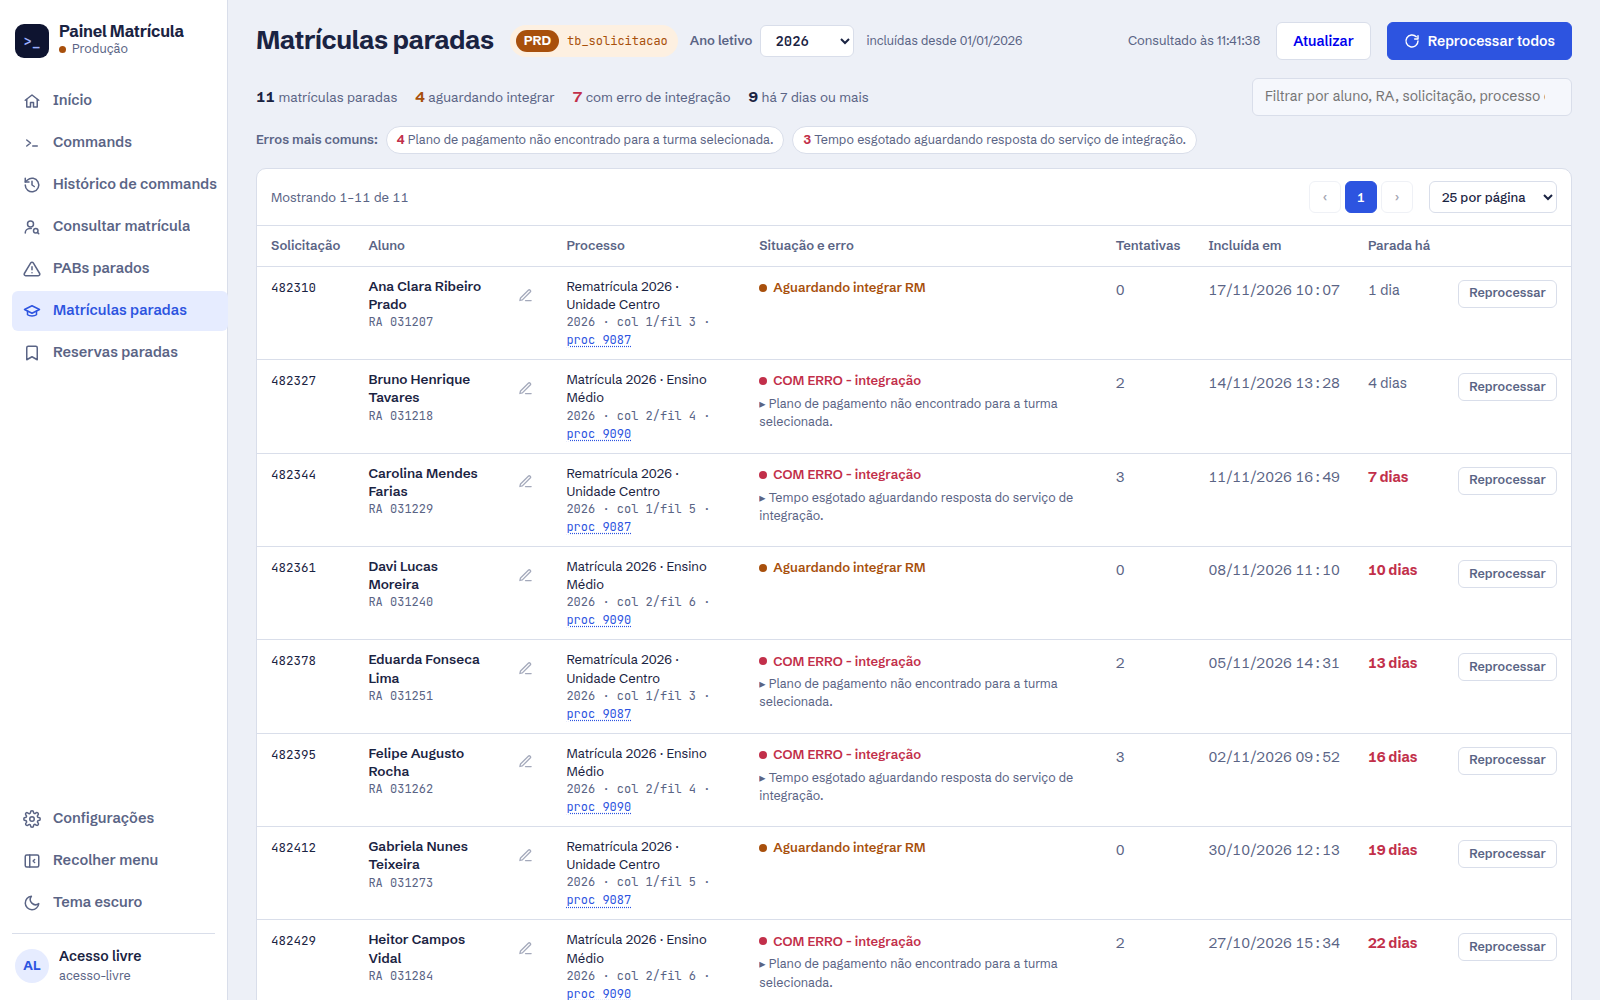 >_ Painel Matrícula
Produção
Início
Commands
Histórico de commands
Consultar matrícula
PABs parados
Matrículas paradas
Reservas paradas
Configurações
Recolher menu
Tema escuro
AL Acesso livre
acesso-livre
Matrículas paradas PRD tb_solicitacao Ano letivo 2026 incluídas desde 01/01/2026 Consultado às 11:41:38 Atualizar Reprocessar todos
11 matrículas paradas 4 aguardando integrar 7 com erro de integração 9 há 7 dias ou mais Filtrar por aluno, RA, solicitação, processo
Erros mais comuns: 4 Plano de pagamento não encontrado para a turma selecionada. 3 Tempo esgotado aguardando resposta do serviço de integração.
Mostrando 1–11 de 11 ‹ 1 › 25 por página
Solicitação Aluno Processo Situação e erro Tentativas Incluída em Parada há
482310 Ana Clara Ribeiro Rematrícula 2026 · Aguardando integrar RM 0 17/11/2026 10:07 1 dia Reprocessar
Prado Unidade Centro
RA 031207 2026 · col 1/fil 3 ·
proc 9087
482327 Bruno Henrique Matrícula 2026 · Ensino COM ERRO - integração 2 14/11/2026 13:28 4 dias Reprocessar
Tavares Médio ▸ Plano de pagamento não encontrado para a turma
RA 031218 2026 · col 2/fil 4 · selecionada.
proc 9090
482344 Carolina Mendes Rematrícula 2026 · COM ERRO - integração 3 11/11/2026 16:49 7 dias Reprocessar
Farias Unidade Centro ▸ Tempo esgotado aguardando resposta do serviço de
RA 031229 2026 · col 1/fil 5 · integração.
proc 9087
482361 Davi Lucas Matrícula 2026 · Ensino Aguardando integrar RM 0 08/11/2026 11:10 10 dias Reprocessar
Moreira Médio
RA 031240 2026 · col 2/fil 6 ·
proc 9090
482378 Eduarda Fonseca Rematrícula 2026 · COM ERRO - integração 2 05/11/2026 14:31 13 dias Reprocessar
Lima Unidade Centro ▸ Plano de pagamento não encontrado para a turma
RA 031251 2026 · col 1/fil 3 · selecionada.
proc 9087
482395 Felipe Augusto Matrícula 2026 · Ensino COM ERRO - integração 3 02/11/2026 09:52 16 dias Reprocessar
Rocha Médio ▸ Tempo esgotado aguardando resposta do serviço de
RA 031262 2026 · col 2/fil 4 · integração.
proc 9090
482412 Gabriela Nunes Rematrícula 2026 · Aguardando integrar RM 0 30/10/2026 12:13 19 dias Reprocessar
Teixeira Unidade Centro
RA 031273 2026 · col 1/fil 5 ·
proc 9087
482429 Heitor Campos Matrícula 2026 · Ensino COM ERRO - integração 2 27/10/2026 15:34 22 dias Reprocessar
Vidal Médio ▸ Plano de pagamento não encontrado para a turma
RA 031284 2026 · col 2/fil 6 · selecionada.
proc 9090